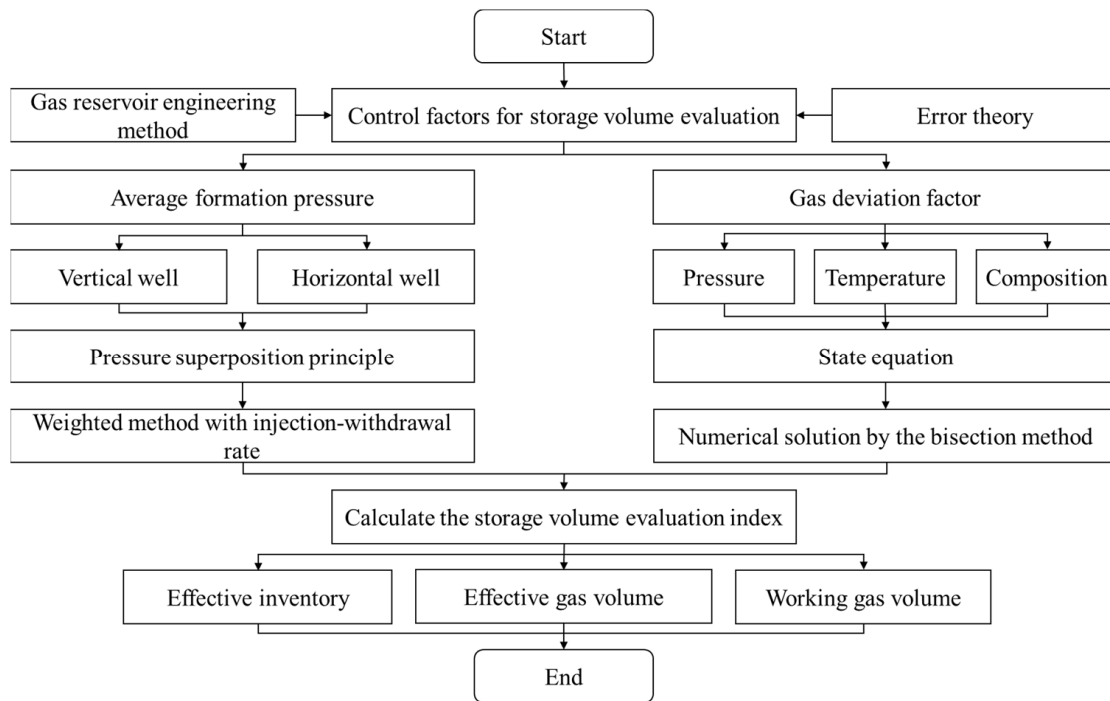 Start
Gas reservoir engineering
method
Control factors for storage volume evaluation
Error theory
Average formation pressure
Gas deviation factor
Vertical well
Horizontal well
Pressure
Temperature
Composition
Pressure superposition principle
State equation
Weighted method with injection-withdrawal
rate
Numerical solution by the bisection method
Calculate the storage volume evaluation index
Effective inventory
Effective gas volume
Working gas volume
End